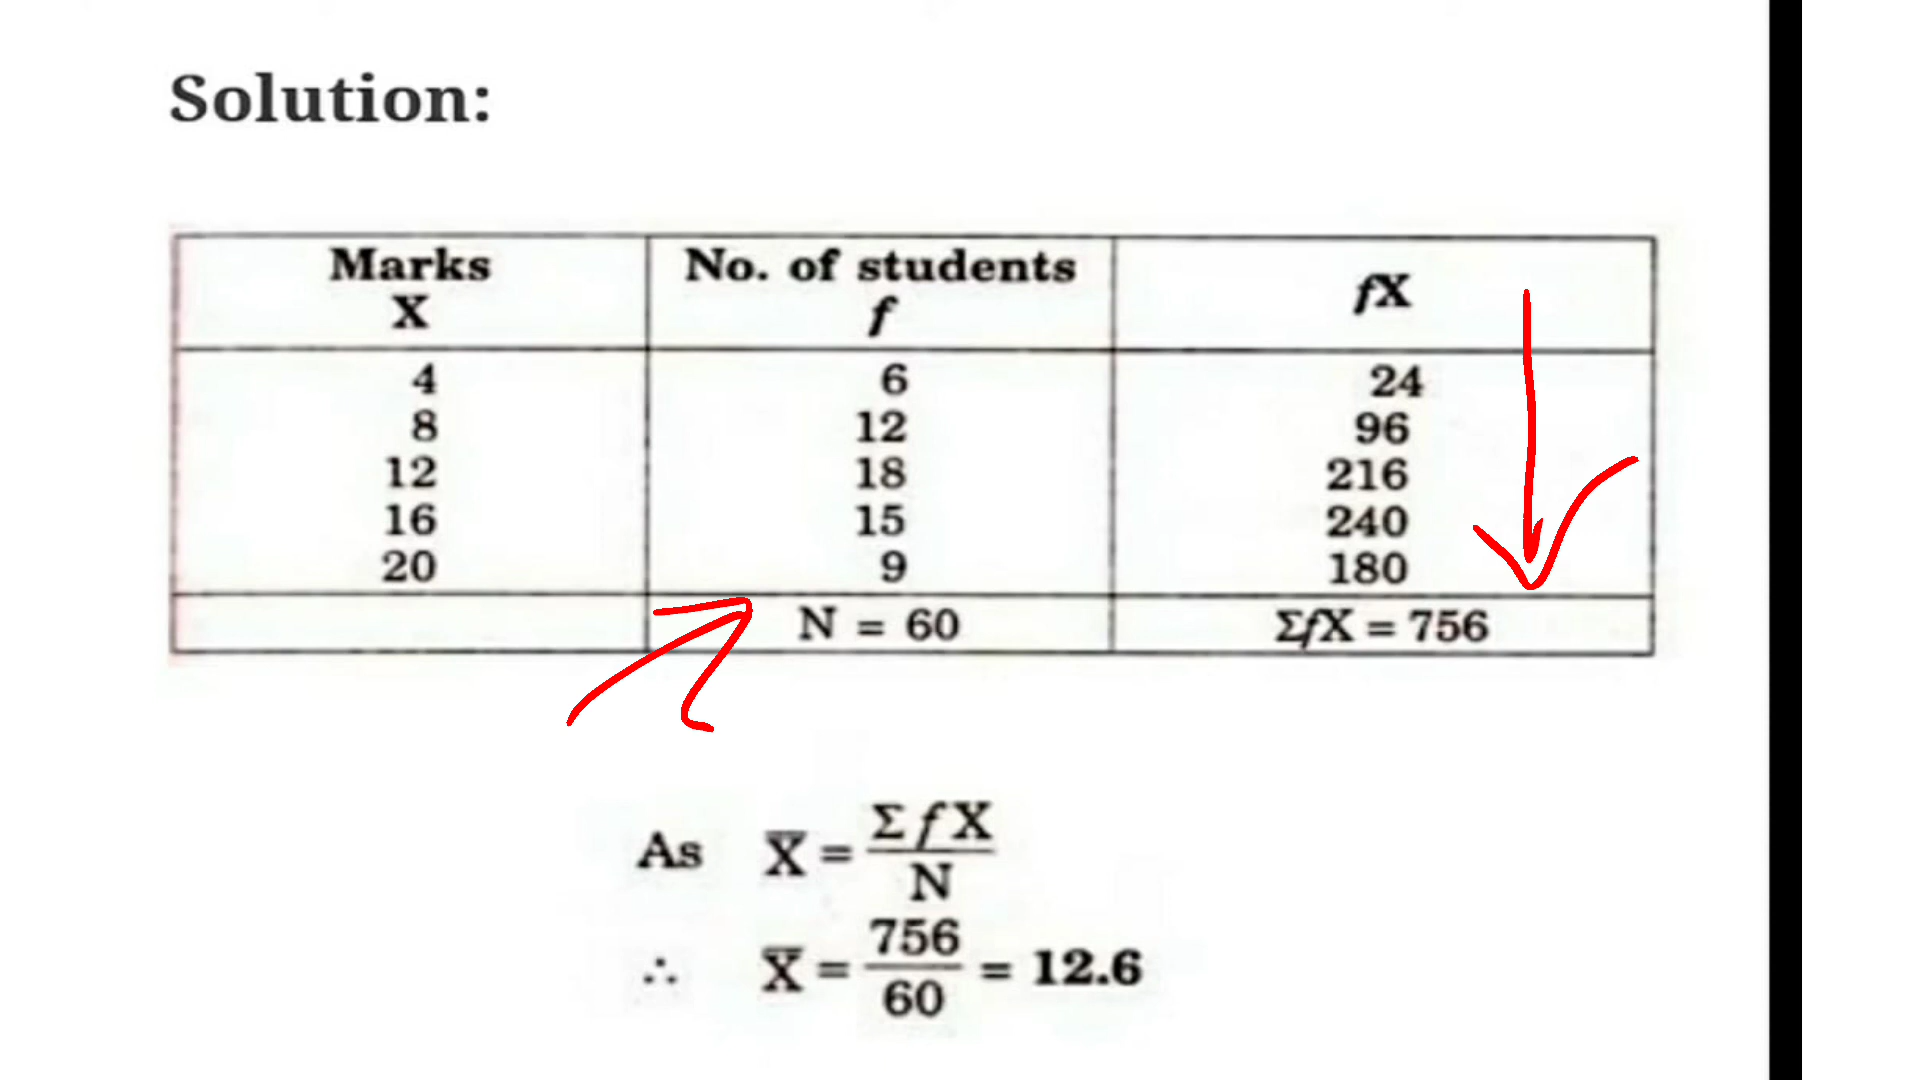 Solution:
Marks X | No. of students f | fX
4 | 6 | 24
8 | 12 | 96
12 | 18 | 216
16 | 15 | 240
20 | 9 | 180
N = 60 | ΣfX = 756
As X̅ = ΣfX / N
∴ X̅ = 756 / 60 = 12.6